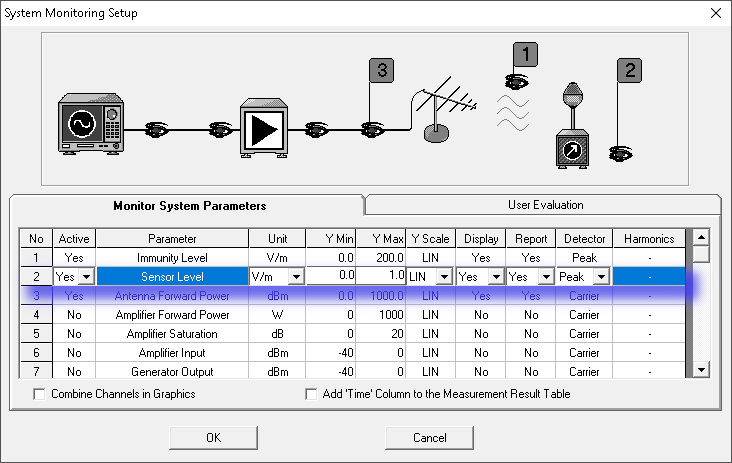 System Monitoring Setup
3
1
2
Monitor System Parameters
User Evaluation
No Active Parameter Unit Y Min Y Max Y Scale Display Report Detector Harmonics
1 Yes Immunity Level V/m 0.0 200.0 LIN Yes Yes Peak -
2 Yes Sensor Level V/m 0.0 1.0 LIN Yes Yes Peak -
3 Yes Antenna Forward Power dBm 0.0 1000.0 LIN Yes Yes Carrier -
4 No Amplifier Forward Power W 0 1000 LIN No No Carrier -
5 No Amplifier Saturation dB 0 20 LIN No No Carrier -
6 No Amplifier Input dBm -40 0 LIN No No Carrier -
7 No Generator Output dBm -40 0 LIN No No Carrier -
Combine Channels in Graphics
Add 'Time' Column to the Measurement Result Table
OK
Cancel